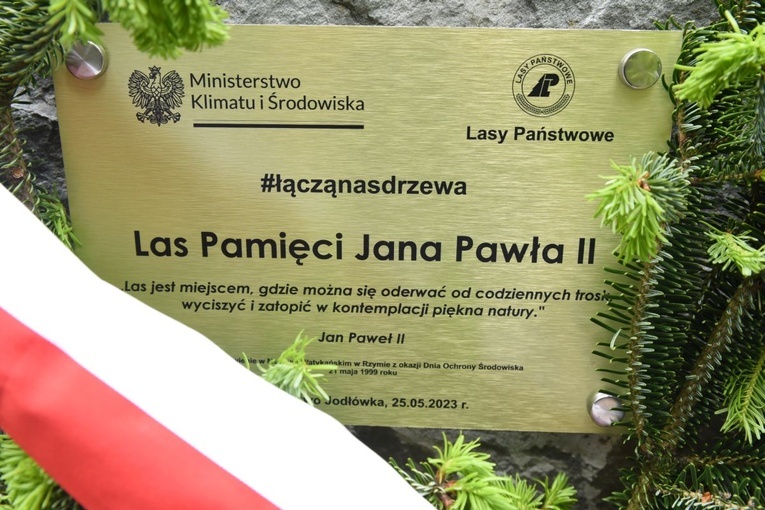 Ministerstwo
Klimatu i Środowiska
LASY PAŃSTWOWE
Lasy Państwowe
#łącząnasdrzewa
Las Pamięci Jana Pawła II
„Las jest miejscem, gdzie można się oderwać od codziennych trosk,
wyciszyć i zatopić w kontemplacji piękna natury."
Jan Paweł II
w Rzymie z okazji Dnia Ochrony Środowiska
21 maja 1999 roku
Jodłówka, 25.05.2023 r.